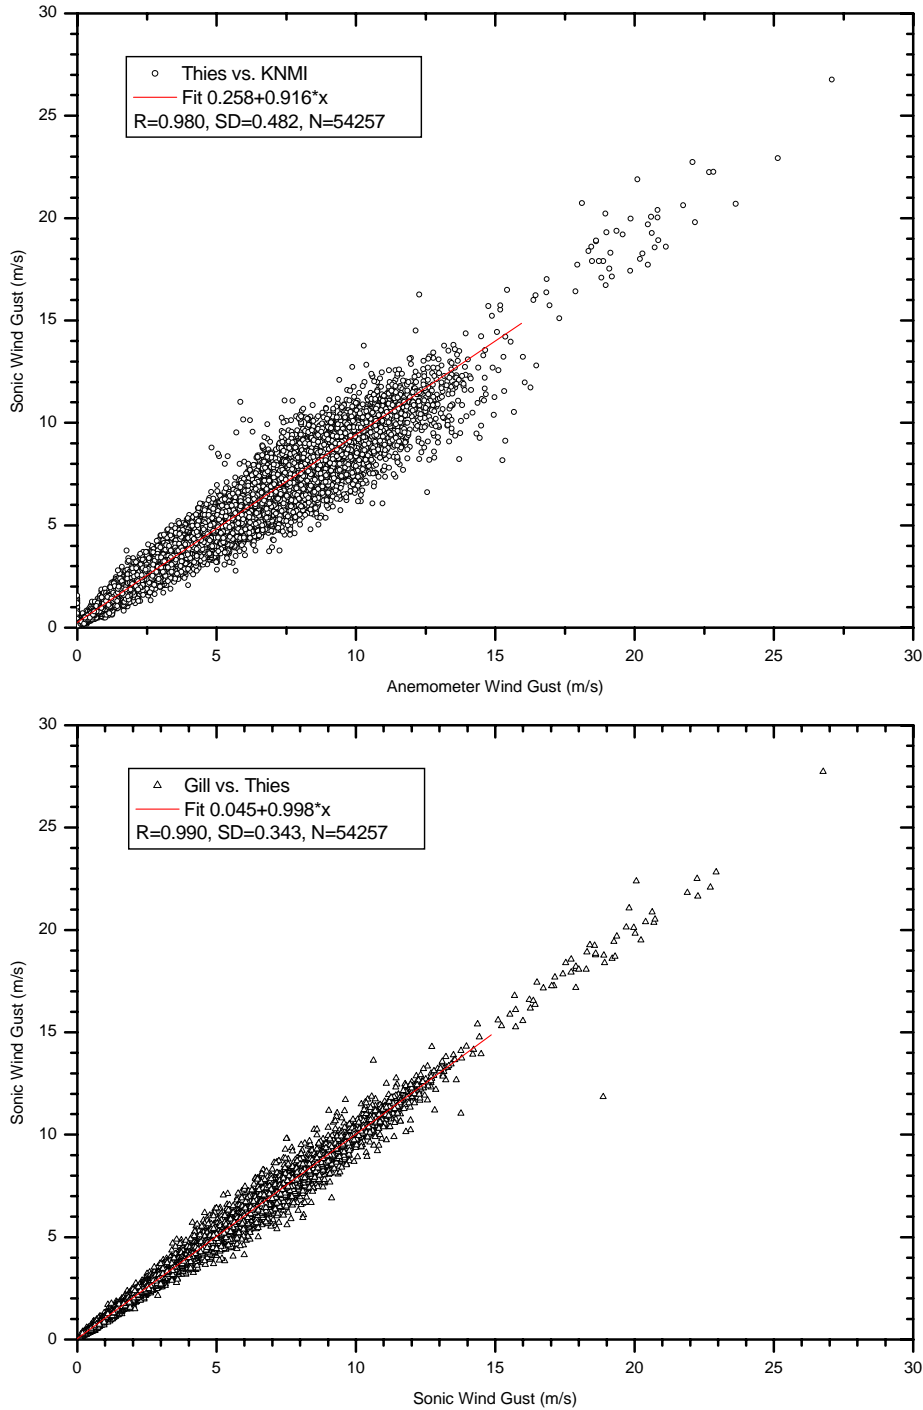 30
Thies vs. KNMI
Fit 0.258+0.916*x
R=0.980, SD=0.482, N=54257
25
20
15
10
5
0
Sonic Wind Gust (m/s)
0 5 10 15 20 25 30
Anemometer Wind Gust (m/s)
30
Gill vs. Thies
Fit 0.045+0.998*x
R=0.990, SD=0.343, N=54257
25
20
15
10
5
0
Sonic Wind Gust (m/s)
0 5 10 15 20 25 30
Sonic Wind Gust (m/s)